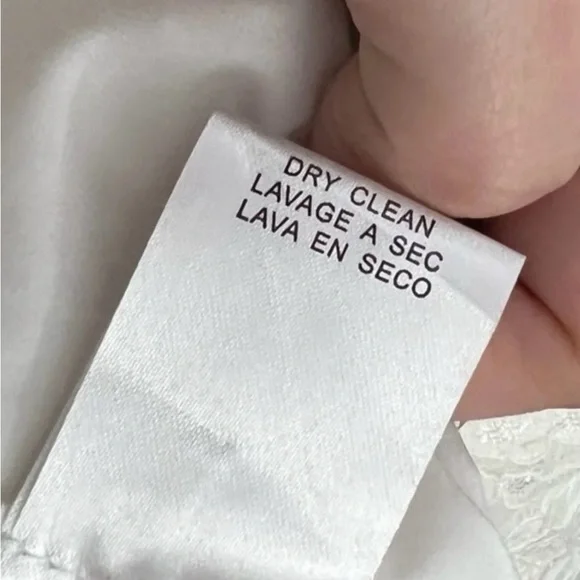 DRY CLEAN
LAVAGE A SEC
LAVA EN SECO